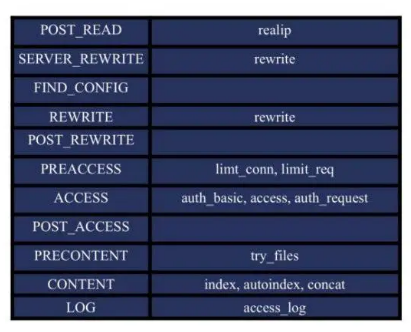 POST_READ realip
SERVER_REWRITE rewrite
FIND_CONFIG
REWRITE rewrite
POST_REWRITE
PREACCESS limt_conn, limit_req
ACCESS auth_basic, access, auth_request
POST_ACCESS
PRECONTENT try_files
CONTENT index, autoindex, concat
LOG access_log